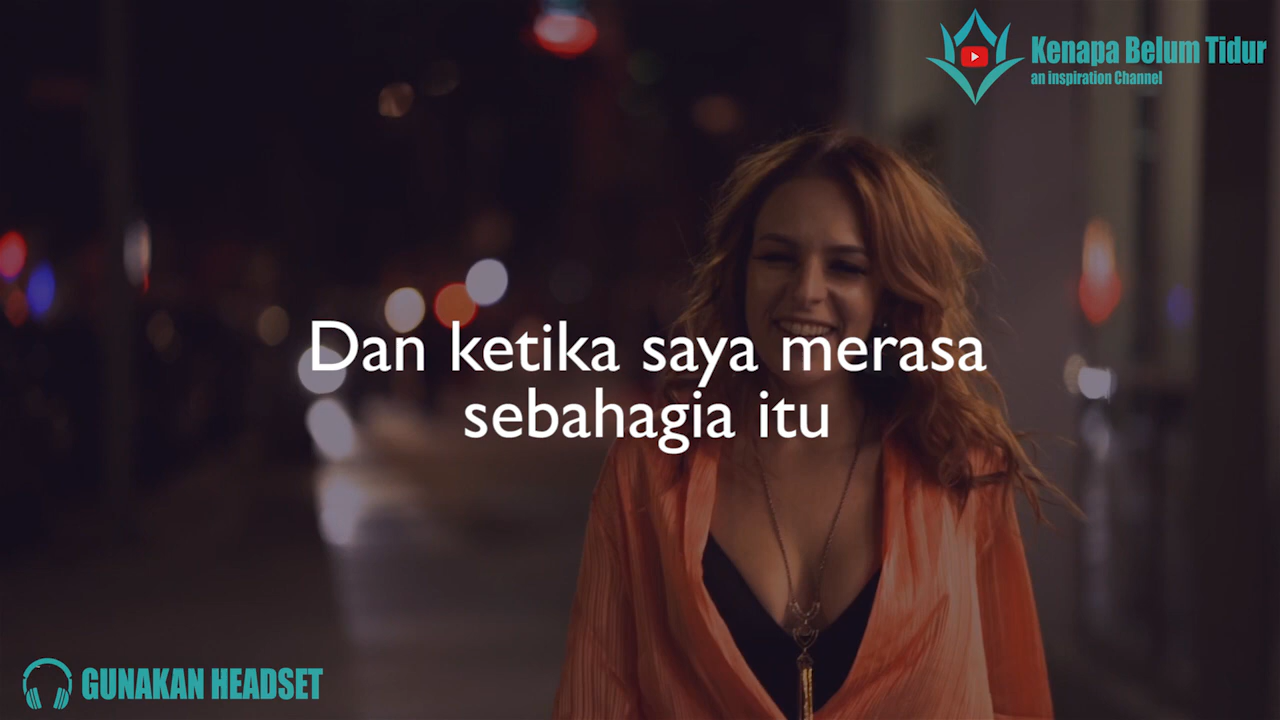 Kenapa Belum Tidur
an inspiration Channel
Dan ketika saya merasa
sebahagia itu
GUNAKAN HEADSET